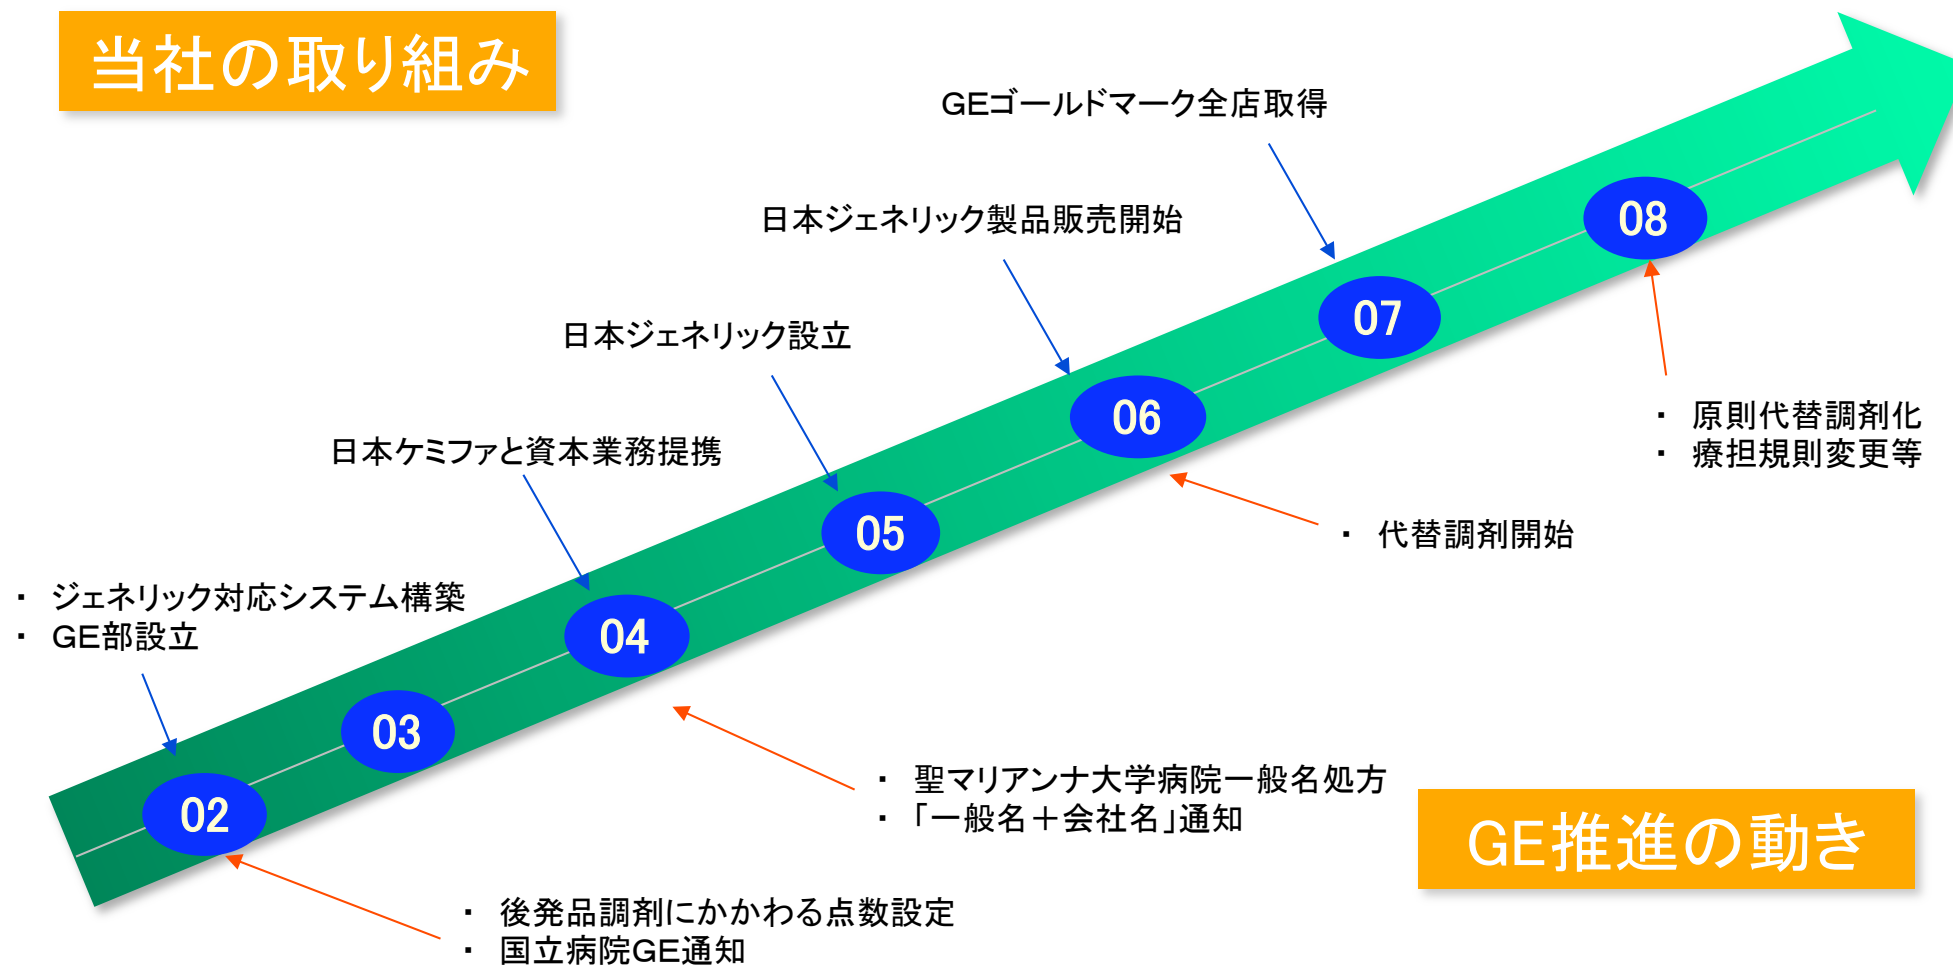 当社の取り組み
GEゴールドマーク全店取得
日本ジェネリック製品販売開始
日本ジェネリック設立
日本ケミファと資本業務提携
・ ジェネリック対応システム構築
・ GE部設立
08
07
06
05
04
03
02
・ 原則代替調剤化
・ 療担規則変更等
・ 代替調剤開始
・ 聖マリアンナ大学病院一般名処方
・ 「一般名＋会社名」通知
GE推進の動き
・ 後発品調剤にかかわる点数設定
・ 国立病院GE通知